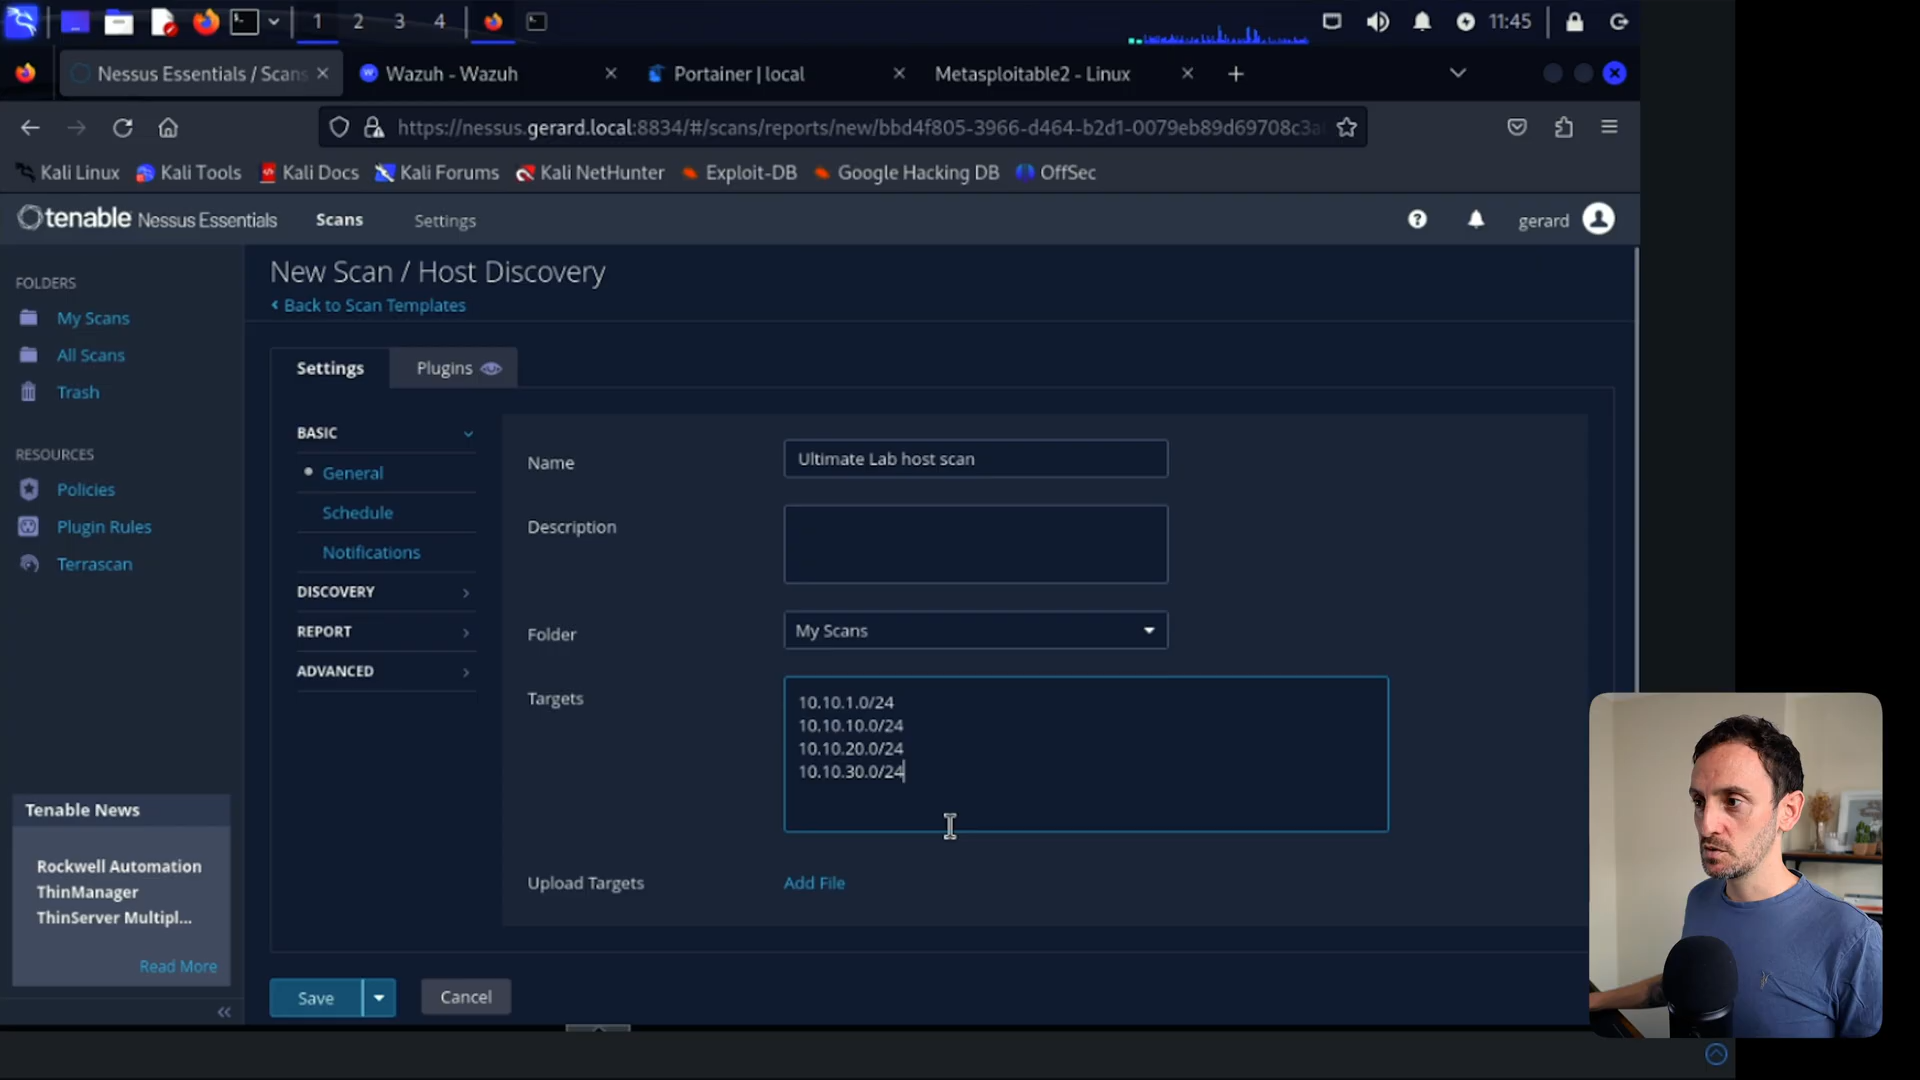 1
2
3
4
11:45
Nessus Essentials / Scans
Wazuh - Wazuh
Portainer | local
Metasploitable2 - Linux
https://nessus.gerard.local:8834/#/scans/reports/new/bbd4f805-3966-d464-b2d1-0079eb89d69708c3a
Kali Linux
Kali Tools
Kali Docs
Kali Forums
Kali NetHunter
Exploit-DB
Google Hacking DB
OffSec
tenable Nessus Essentials
Scans
Settings
gerard
FOLDERS
My Scans
All Scans
Trash
RESOURCES
Policies
Plugin Rules
Terrascan
Tenable News
Rockwell Automation
ThinManager
ThinServer Multipl...
Read More
New Scan / Host Discovery
Back to Scan Templates
Settings
Plugins
BASIC
General
Schedule
Notifications
DISCOVERY
REPORT
ADVANCED
Name
Ultimate Lab host scan
Description
Folder
My Scans
Targets
10.10.1.0/24
10.10.10.0/24
10.10.20.0/24
10.10.30.0/24
Upload Targets
Add File
Save
Cancel